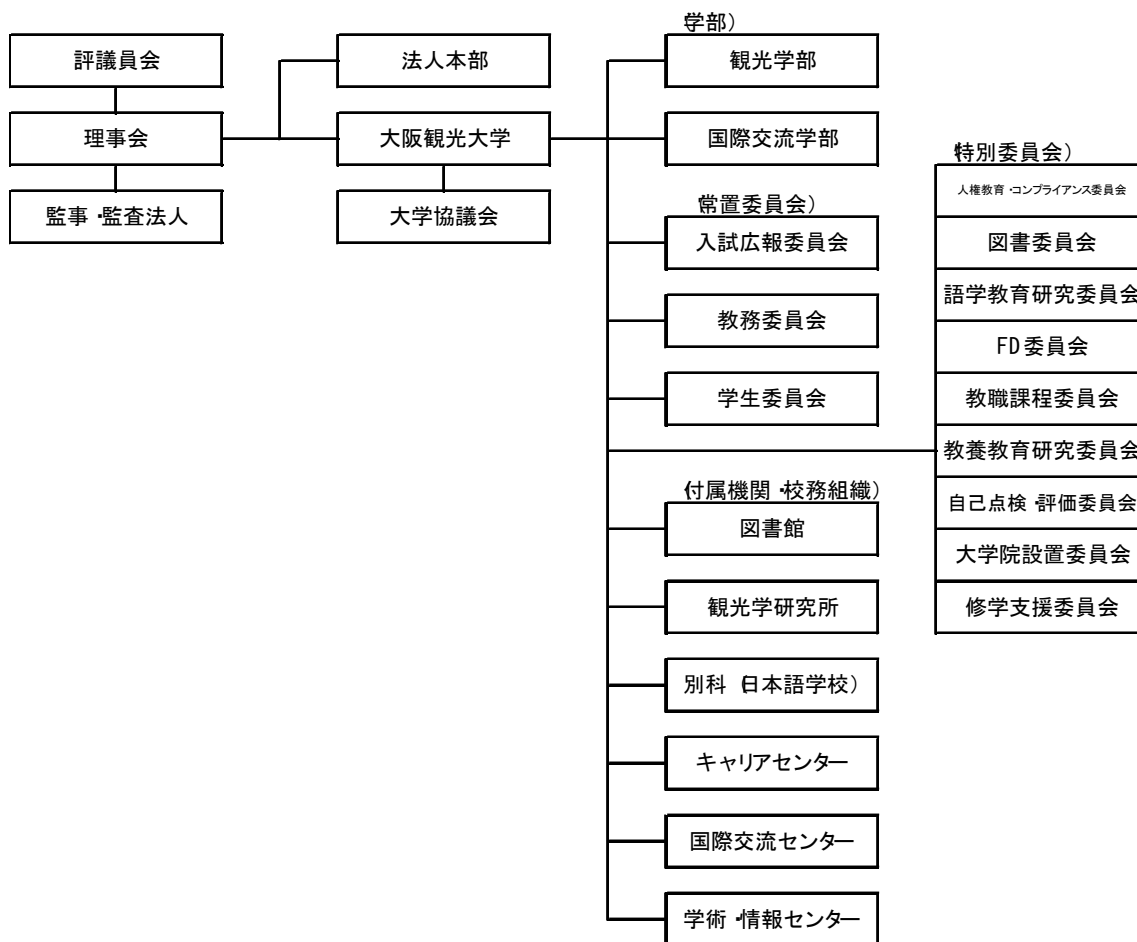 評議員会
理事会
監事・監査法人
法人本部
大阪観光大学
大学協議会
(学部)
観光学部
国際交流学部
(常置委員会)
入試広報委員会
教務委員会
学生委員会
(付属機関・校務組織)
図書館
観光学研究所
別科(日本語学校)
キャリアセンター
国際交流センター
学術・情報センター
(特別委員会)
人権教育・コンプライアンス委員会
図書委員会
語学教育研究委員会
FD委員会
教職課程委員会
教養教育研究委員会
自己点検・評価委員会
大学院設置委員会
修学支援委員会